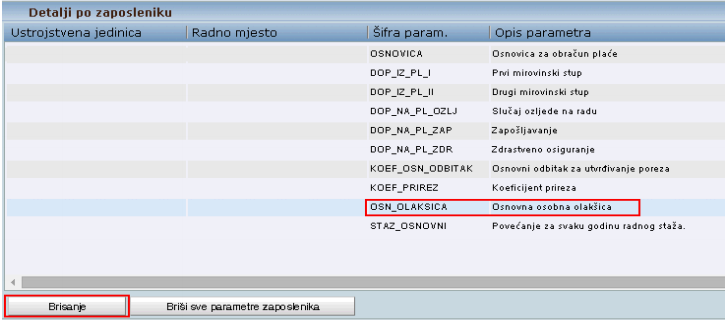 Detalji po zaposleniku
Ustrojstvena jedinica Radno mjesto Šifra param. Opis parametra
OSNOVICA Osnovica za obračun plaće
DOP_IZ_PL_I Prvi mirovinski stup
DOP_IZ_PL_II Drugi mirovinski stup
DOP_NA_PL_OZLJ Slučaj ozljede na radu
DOP_NA_PL_ZAP Zapošljavanje
DOP_NA_PL_ZDR Zdrastveno osiguranje
KOEF_OSN_ODBITAK Osnovni odbitak za utvrđivanje poreza
KOEF_PRIREZ Koeficijent prireza
OSN_OLAKSICA Osnovna osobna olakšica
STAZ_OSNOVNI Povećanje za svaku godinu radnog staža.
Brisanje Briši sve parametre zaposlenika